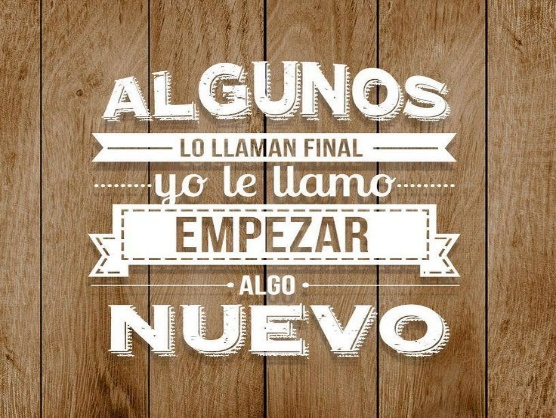 ALGUNOS
LO LLAMAN FINAL
yo le llamo
EMPEZAR
ALGO
NUEVO